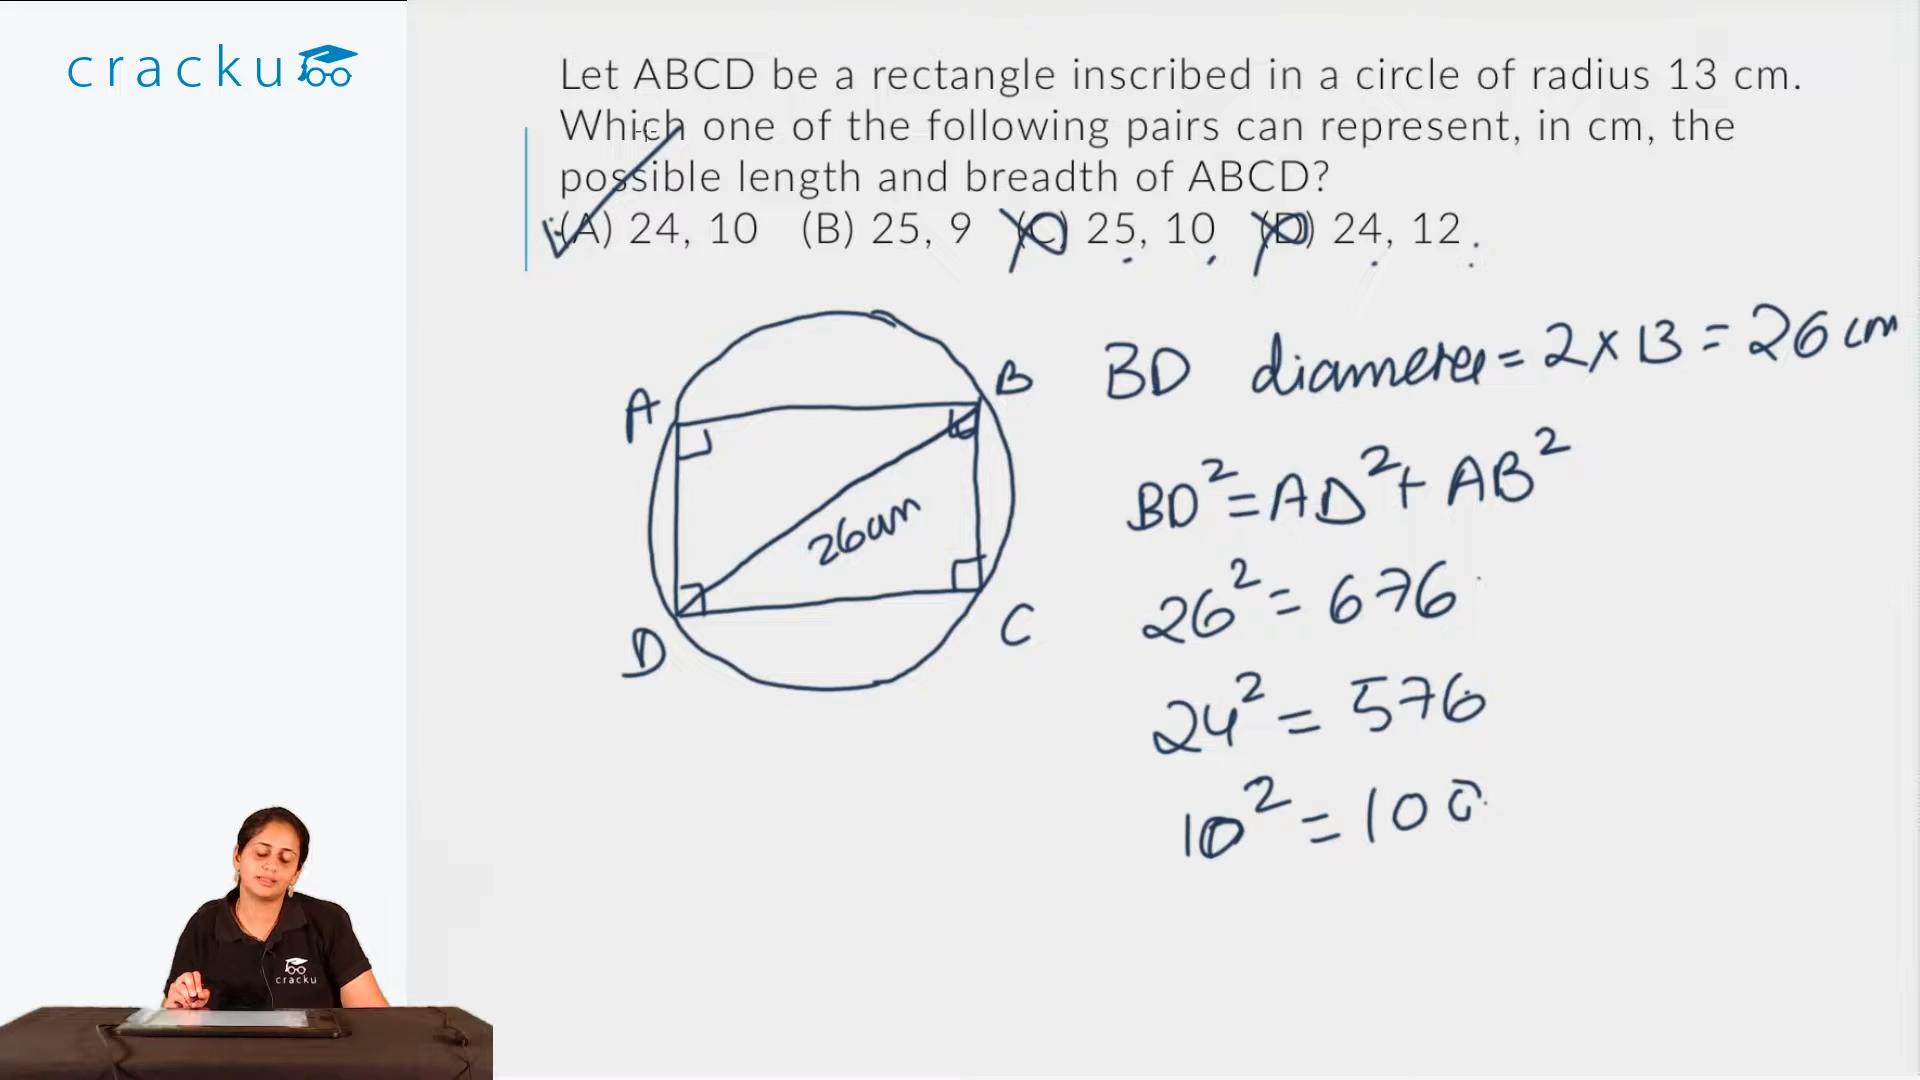 cracku
Let ABCD be a rectangle inscribed in a circle of radius 13 cm.
Which one of the following pairs can represent, in cm, the
possible length and breadth of ABCD?
(A) 24, 10 (B) 25, 9 (C) 25, 10 (D) 24, 12
A
B
26cm
D
C
BD diameter = 2 × 13 = 26 cm
BD² = AD² + AB²
26² = 676
24² = 576
10² = 100
cracku